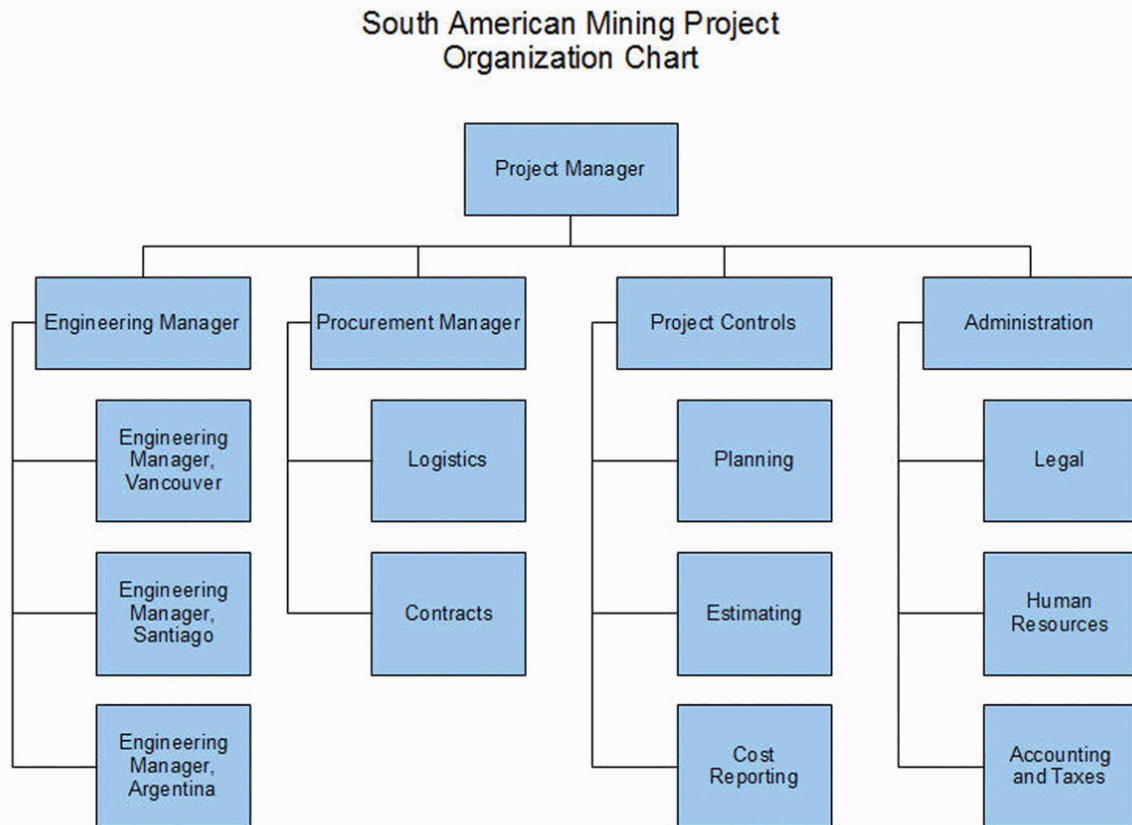 South American Mining Project
Organization Chart
Project Manager
Engineering Manager
Procurement Manager
Project Controls
Administration
Engineering
Manager,
Vancouver
Logistics
Planning
Legal
Engineering
Manager,
Santiago
Contracts
Estimating
Human
Resources
Engineering
Manager,
Argentina
Cost
Reporting
Accounting
and Taxes